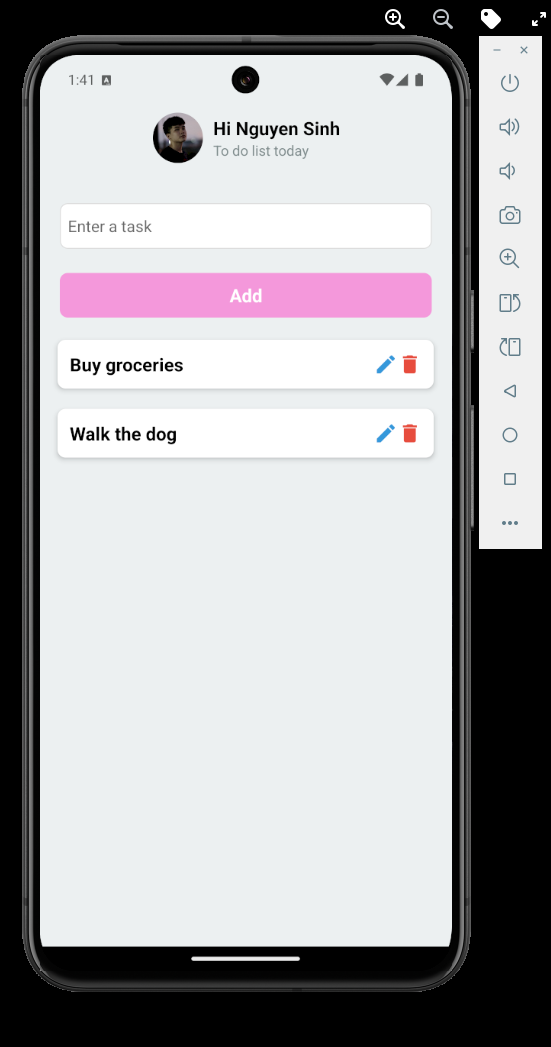 1:41
Hi Nguyen Sinh
To do list today
Enter a task
Add
Buy groceries
Walk the dog